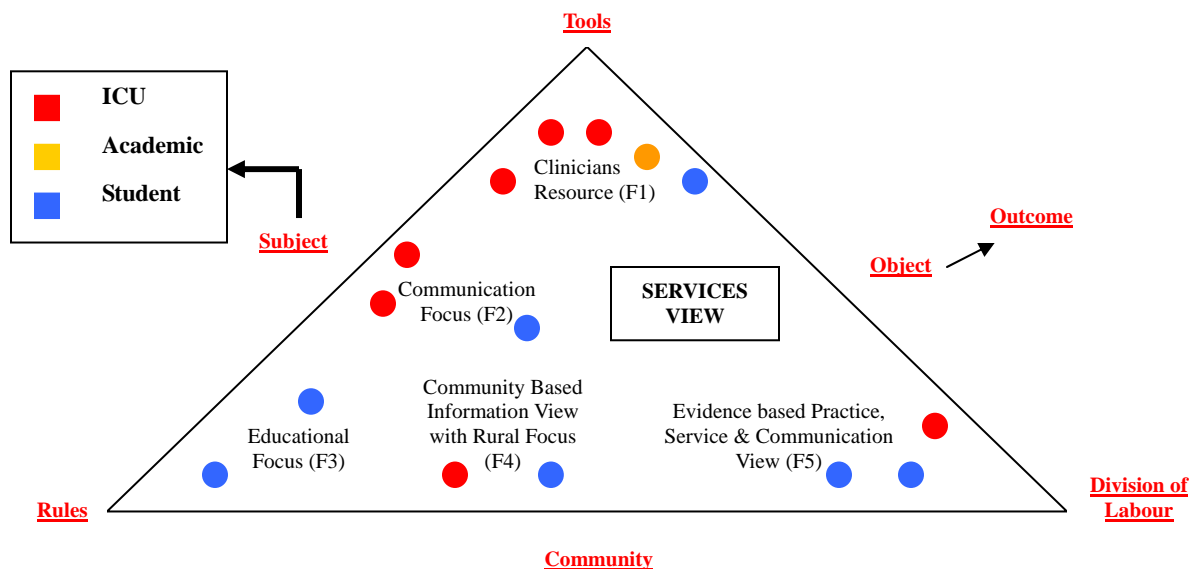 Tools
ICU
Academic
Student
Clinicians
Resource (F1)
Subject
Outcome
Object
Communication
Focus (F2)
SERVICES
VIEW
Community Based
Information View
with Rural Focus
(F4)
Educational
Focus (F3)
Evidence based Practice,
Service & Communication
View (F5)
Rules
Division of
Labour
Community